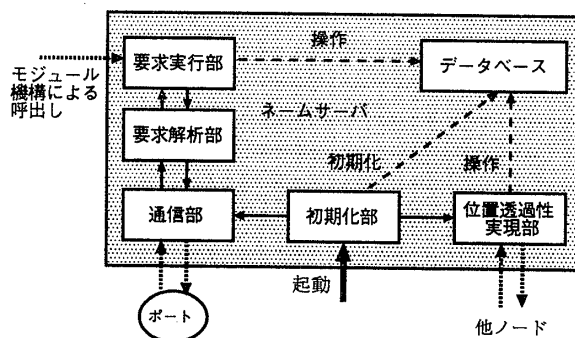 操作
要求実行部
データベース
モジュール
機構による
呼出し
ネームサーバ
要求解析部
初期化
操作
通信部
初期化部
位置透過性
実現部
起動
ポート
他ノード